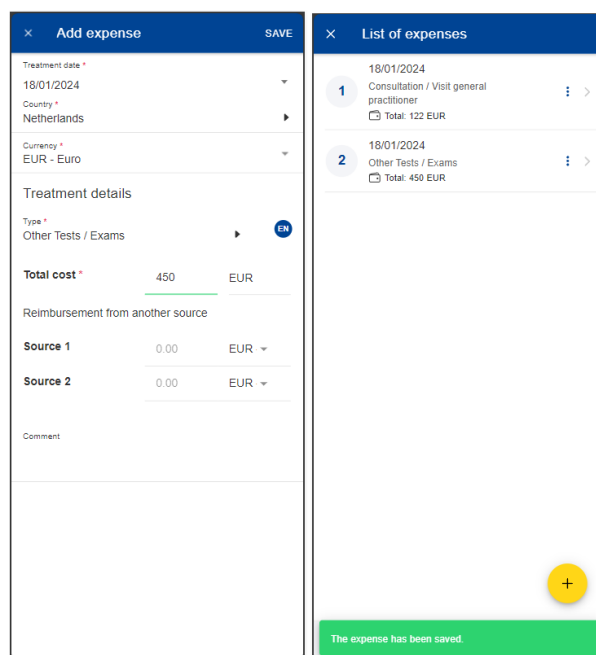 × Add expense SAVE
Treatment date *
18/01/2024
Country *
Netherlands
Currency *
EUR - Euro
Treatment details
Type *
Other Tests / Exams EN
Total cost * 450 EUR
Reimbursement from another source
Source 1 0.00 EUR
Source 2 0.00 EUR
Comment
× List of expenses
18/01/2024
1 Consultation / Visit general
practitioner
Total: 122 EUR
18/01/2024
2 Other Tests / Exams
Total: 450 EUR
+
The expense has been saved.